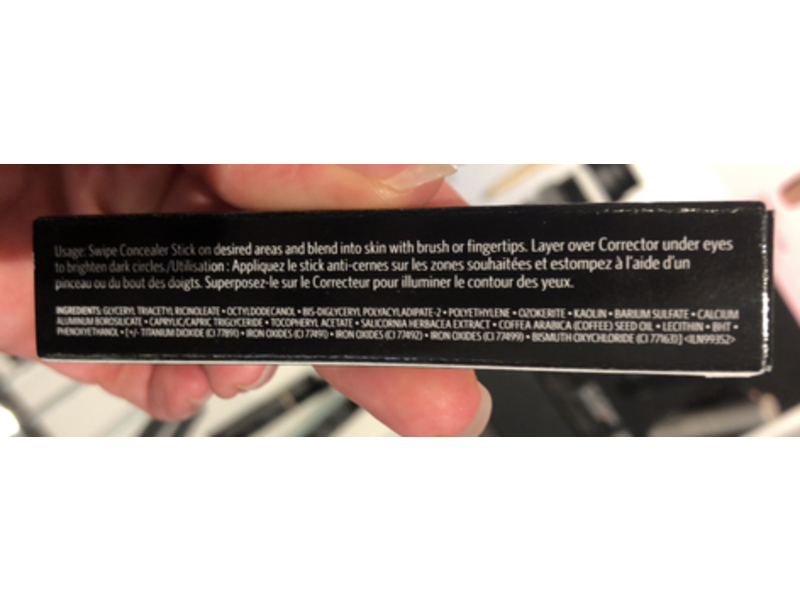 Usage: Swipe Concealer Stick on desired areas and blend into skin with brush or fingertips. Layer over Corrector under eyes
to brighten dark circles./Utilisation : Appliquez le stick anti-cernes sur les zones souhaitées et estompez à l'aide d'un
pinceau ou du bout des doigts. Superposez-le sur le Correcteur pour illuminer le contour des yeux.
INGREDIENTS: GLYCERYL TRIACETYL RICINOLEATE • OCTYLDODECANOL • BIS-DIGLYCERYL POLYACYLADIPATE-2 • POLYETHYLENE • OZOKERITE • KAOLIN • BARIUM SULFATE • CALCIUM
ALUMINUM BOROSILICATE • CAPRYLIC/CAPRIC TRIGLYCERIDE • TOCOPHERYL ACETATE • SALICORNIA HERBACEA EXTRACT • COFFEA ARABICA (COFFEE) SEED OIL • LECITHIN • BHT •
PHENOXYETHANOL • [+/- TITANIUM DIOXIDE (CI 77891) • IRON OXIDES (CI 77491) • IRON OXIDES (CI 77492) • IRON OXIDES (CI 77499) • BISMUTH OXYCHLORIDE (CI 77163)] <ILN99352>